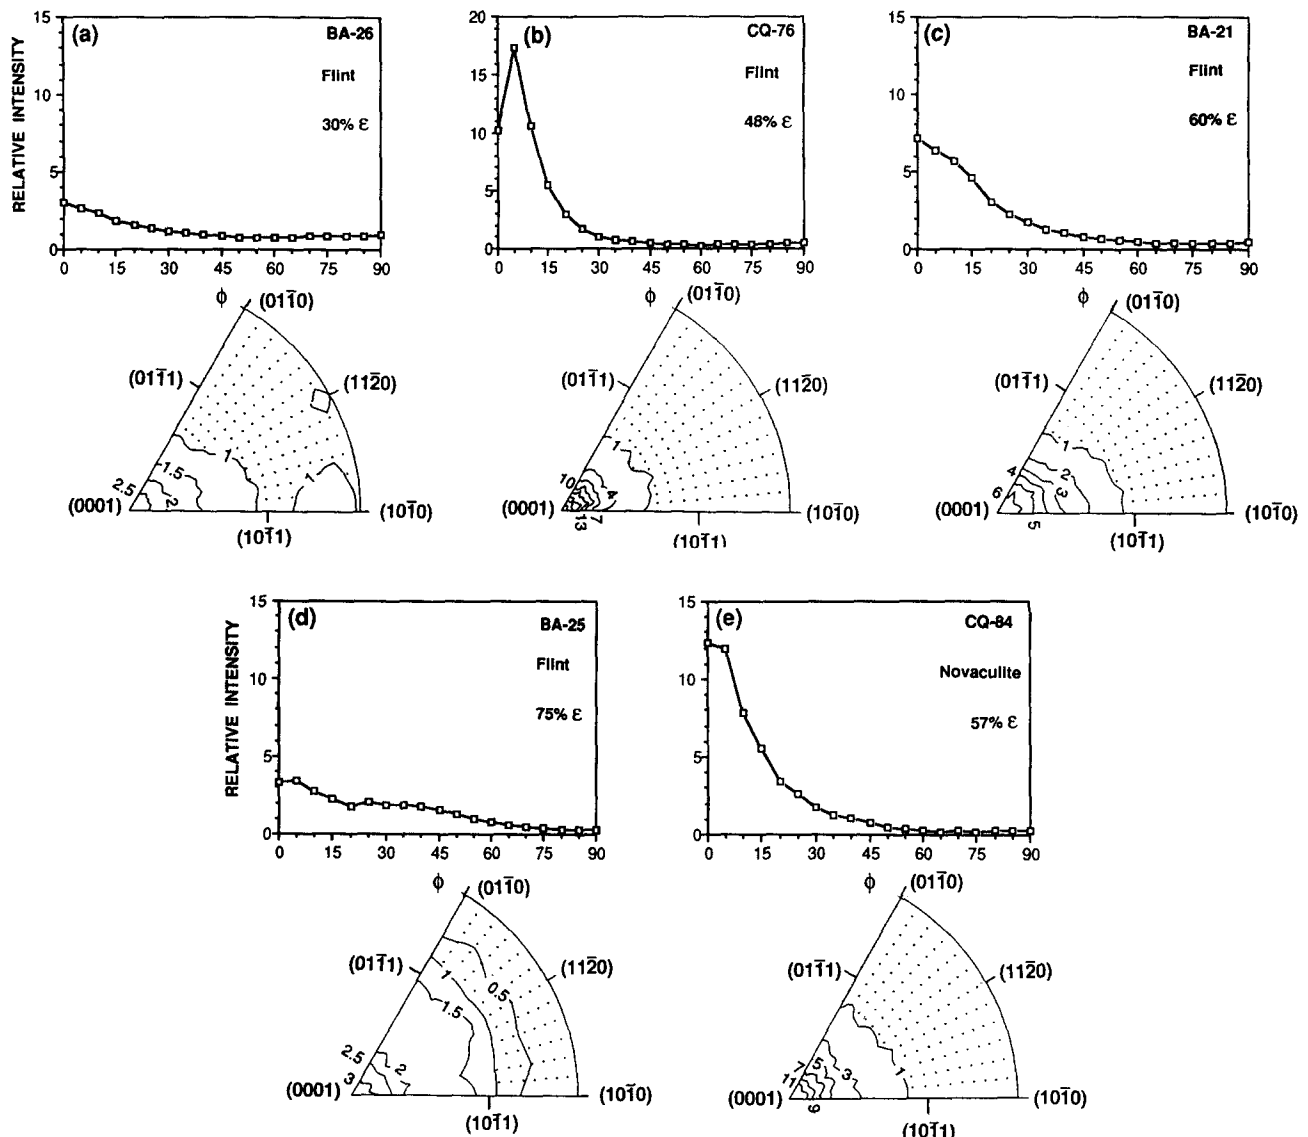 (a)
BA-26
Flint
30% ε
RELATIVE INTENSITY
15
10
5
0
0 15 30 45 60 75 90
ϕ
(011̄0)
(011̄1)
(112̄0)
1
1.5
2.5
2
1
(0001)
(101̄0)
(101̄1)
(b)
CQ-76
Flint
48% ε
20
15
10
5
0
0 15 30 45 60 75 90
ϕ
(011̄0)
(011̄1)
(112̄0)
1
10
4
7
13
(0001)
(101̄0)
(101̄1)
(c)
BA-21
Flint
60% ε
15
10
5
0
0 15 30 45 60 75 90
ϕ
(011̄0)
(011̄1)
(112̄0)
1
4
2
3
6
5
(0001)
(101̄0)
(101̄1)
(d)
BA-25
Flint
75% ε
RELATIVE INTENSITY
15
10
5
0
0 15 30 45 60 75 90
ϕ
(011̄0)
(011̄1)
(112̄0)
1
0.5
1.5
2.5
2
3
(0001)
(101̄0)
(101̄1)
(e)
CQ-84
Novaculite
57% ε
15
10
5
0
0 15 30 45 60 75 90
ϕ
(011̄0)
(011̄1)
(112̄0)
7
5
3
1
11
9
(0001)
(101̄0)
(101̄1)